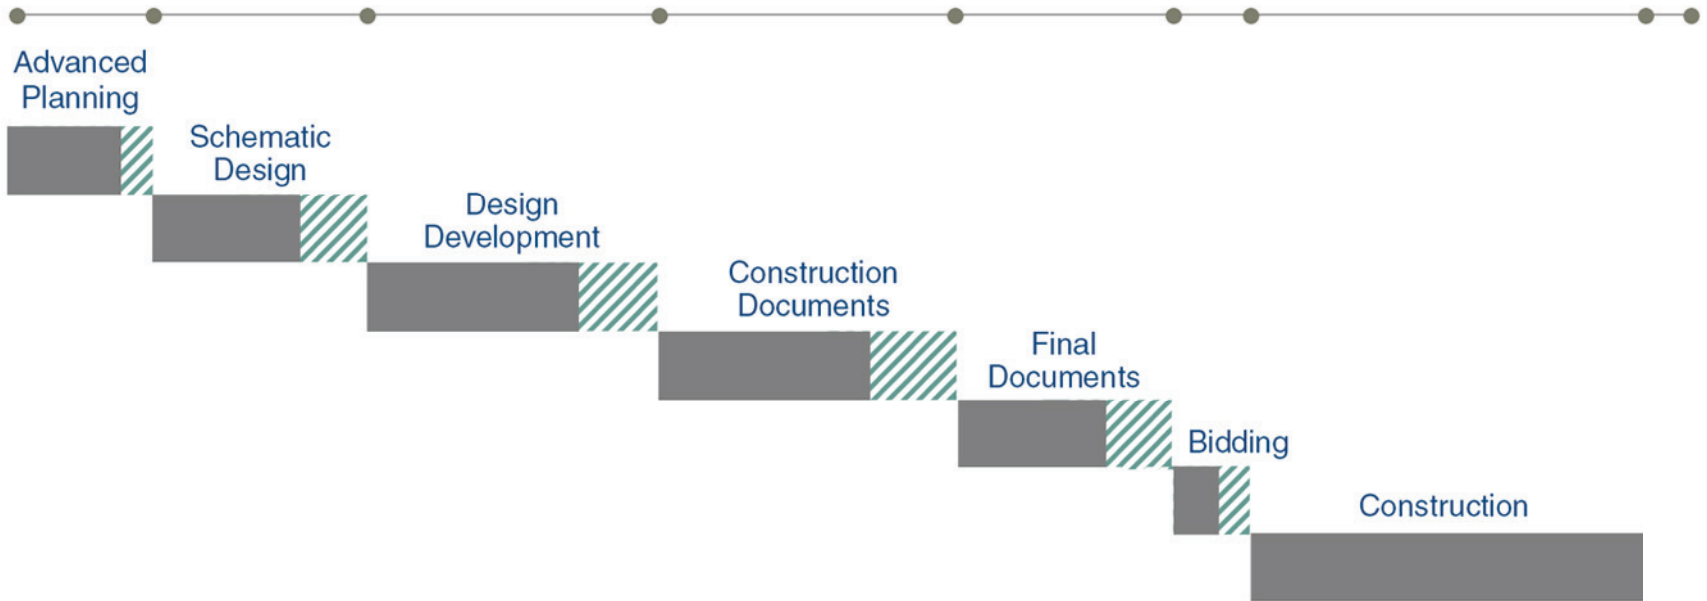 Advanced
Planning
Schematic
Design
Design
Development
Construction
Documents
Final
Documents
Bidding
Construction